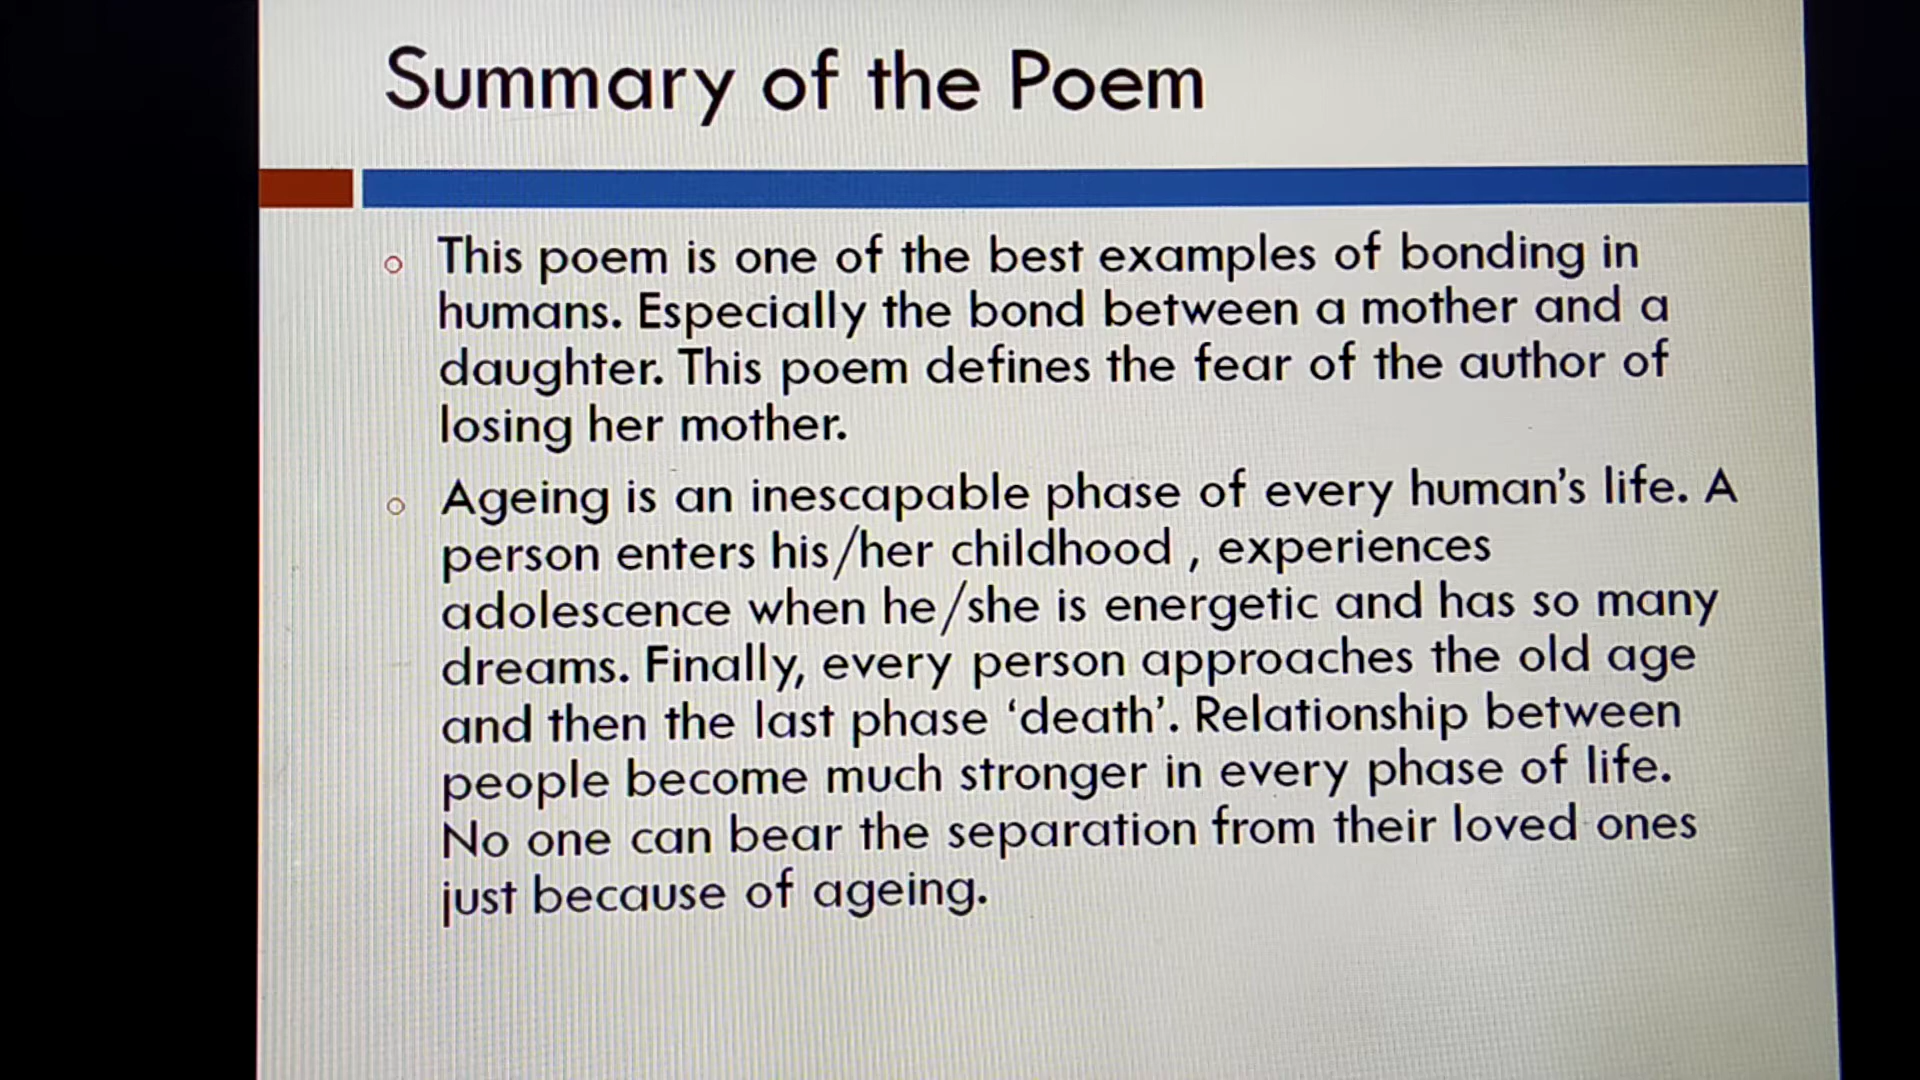 Summary of the Poem
This poem is one of the best examples of bonding in
humans. Especially the bond between a mother and a
daughter. This poem defines the fear of the author of
losing her mother.
Ageing is an inescapable phase of every human's life. A
person enters his/her childhood , experiences
adolescence when he/she is energetic and has so many
dreams. Finally, every person approaches the old age
and then the last phase ‘death’. Relationship between
people become much stronger in every phase of life.
No one can bear the separation from their loved ones
just because of ageing.